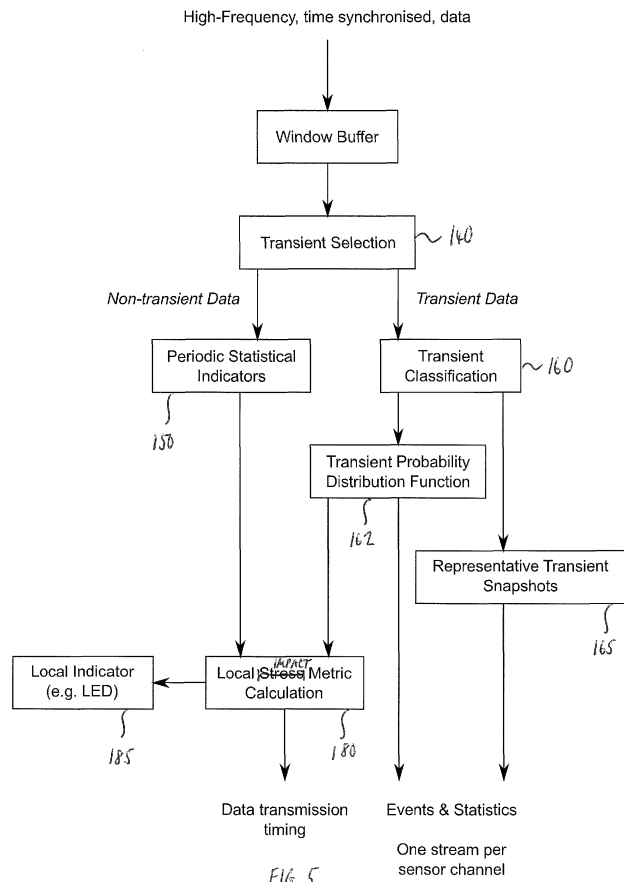 High-Frequency, time synchronised, data
Window Buffer
Transient Selection
140
Non-transient Data
Transient Data
Periodic Statistical
Indicators
150
Transient
Classification
160
Transient Probability
Distribution Function
162
Representative Transient
Snapshots
165
IMPACT
Local Stress Metric
Calculation
180
Local Indicator
(e.g. LED)
185
Data transmission
timing
Events & Statistics
One stream per
sensor channel
FIG. 5